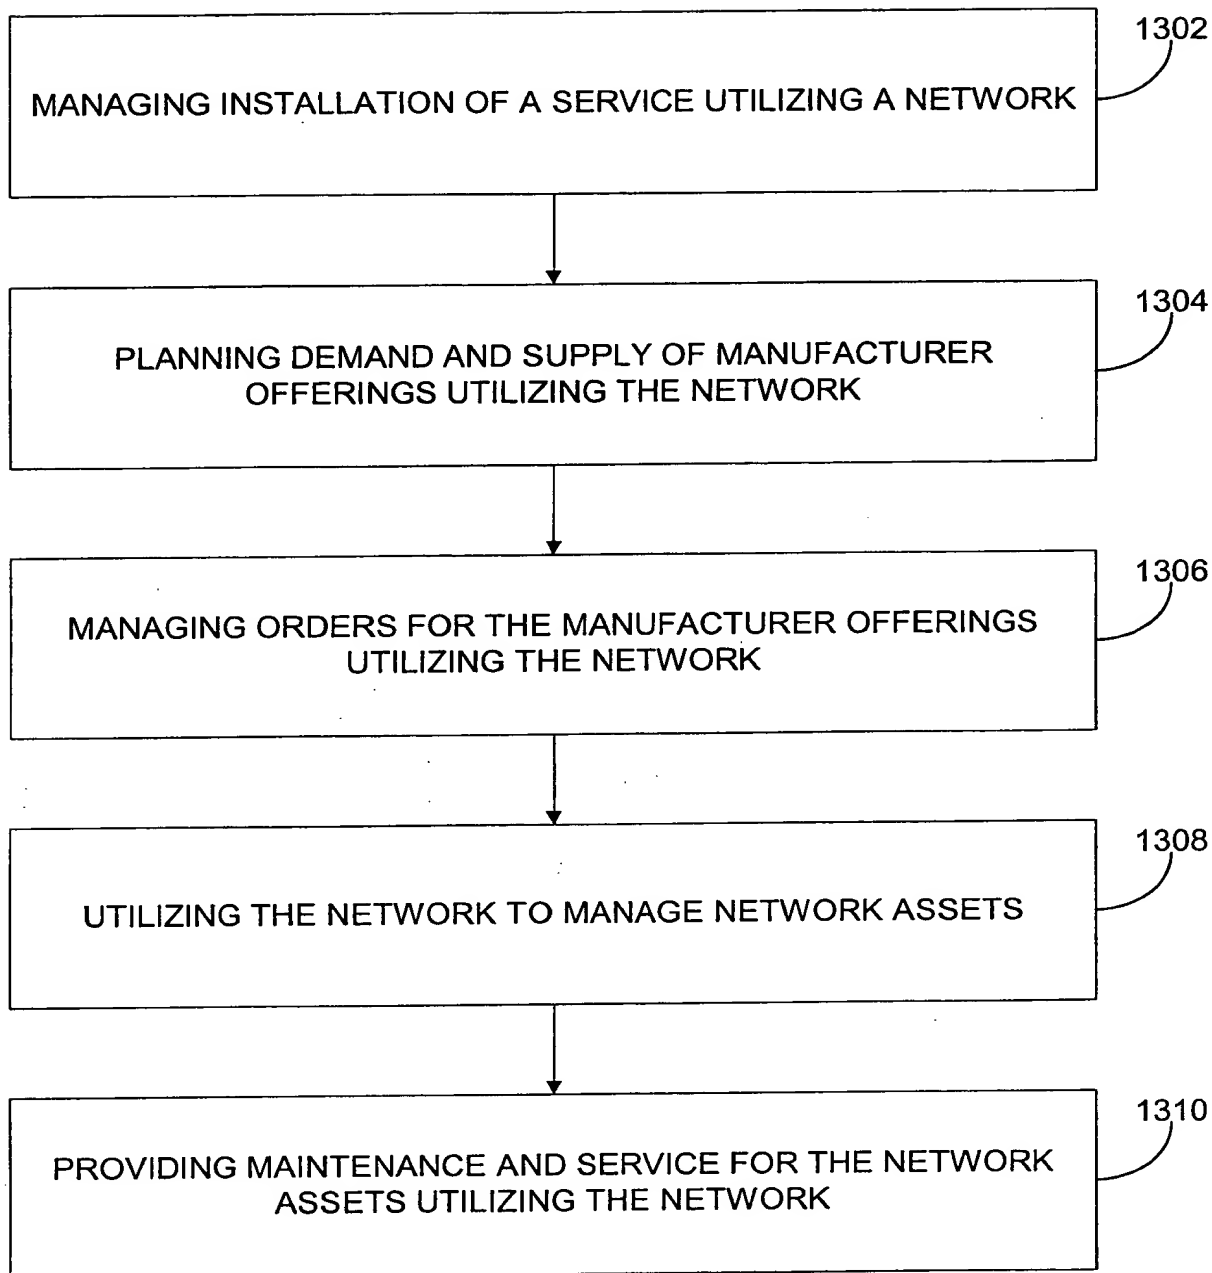 1302
MANAGING INSTALLATION OF A SERVICE UTILIZING A NETWORK
1304
PLANNING DEMAND AND SUPPLY OF MANUFACTURER
OFFERINGS UTILIZING THE NETWORK
1306
MANAGING ORDERS FOR THE MANUFACTURER OFFERINGS
UTILIZING THE NETWORK
1308
UTILIZING THE NETWORK TO MANAGE NETWORK ASSETS
1310
PROVIDING MAINTENANCE AND SERVICE FOR THE NETWORK
ASSETS UTILIZING THE NETWORK